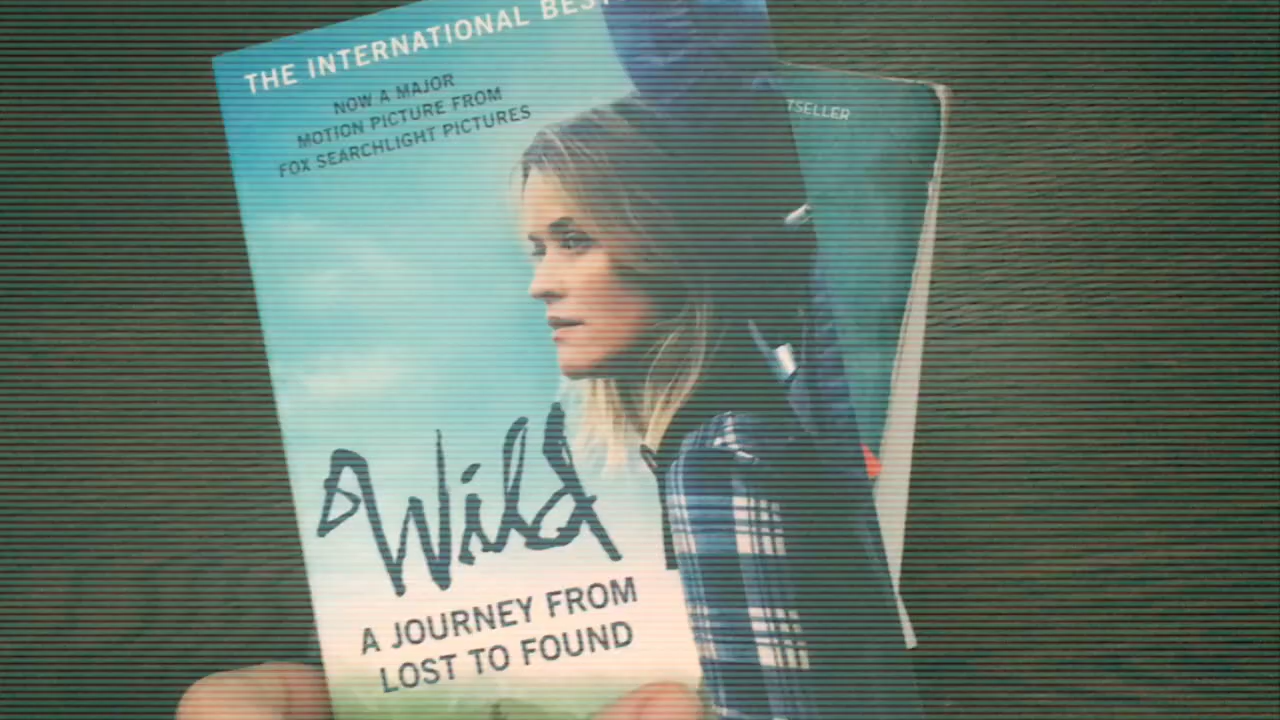 THE INTERNATIONAL BEST
NOW A MAJOR
MOTION PICTURE FROM
FOX SEARCHLIGHT PICTURES
TSELLER
Wild
A JOURNEY FROM
LOST TO FOUND